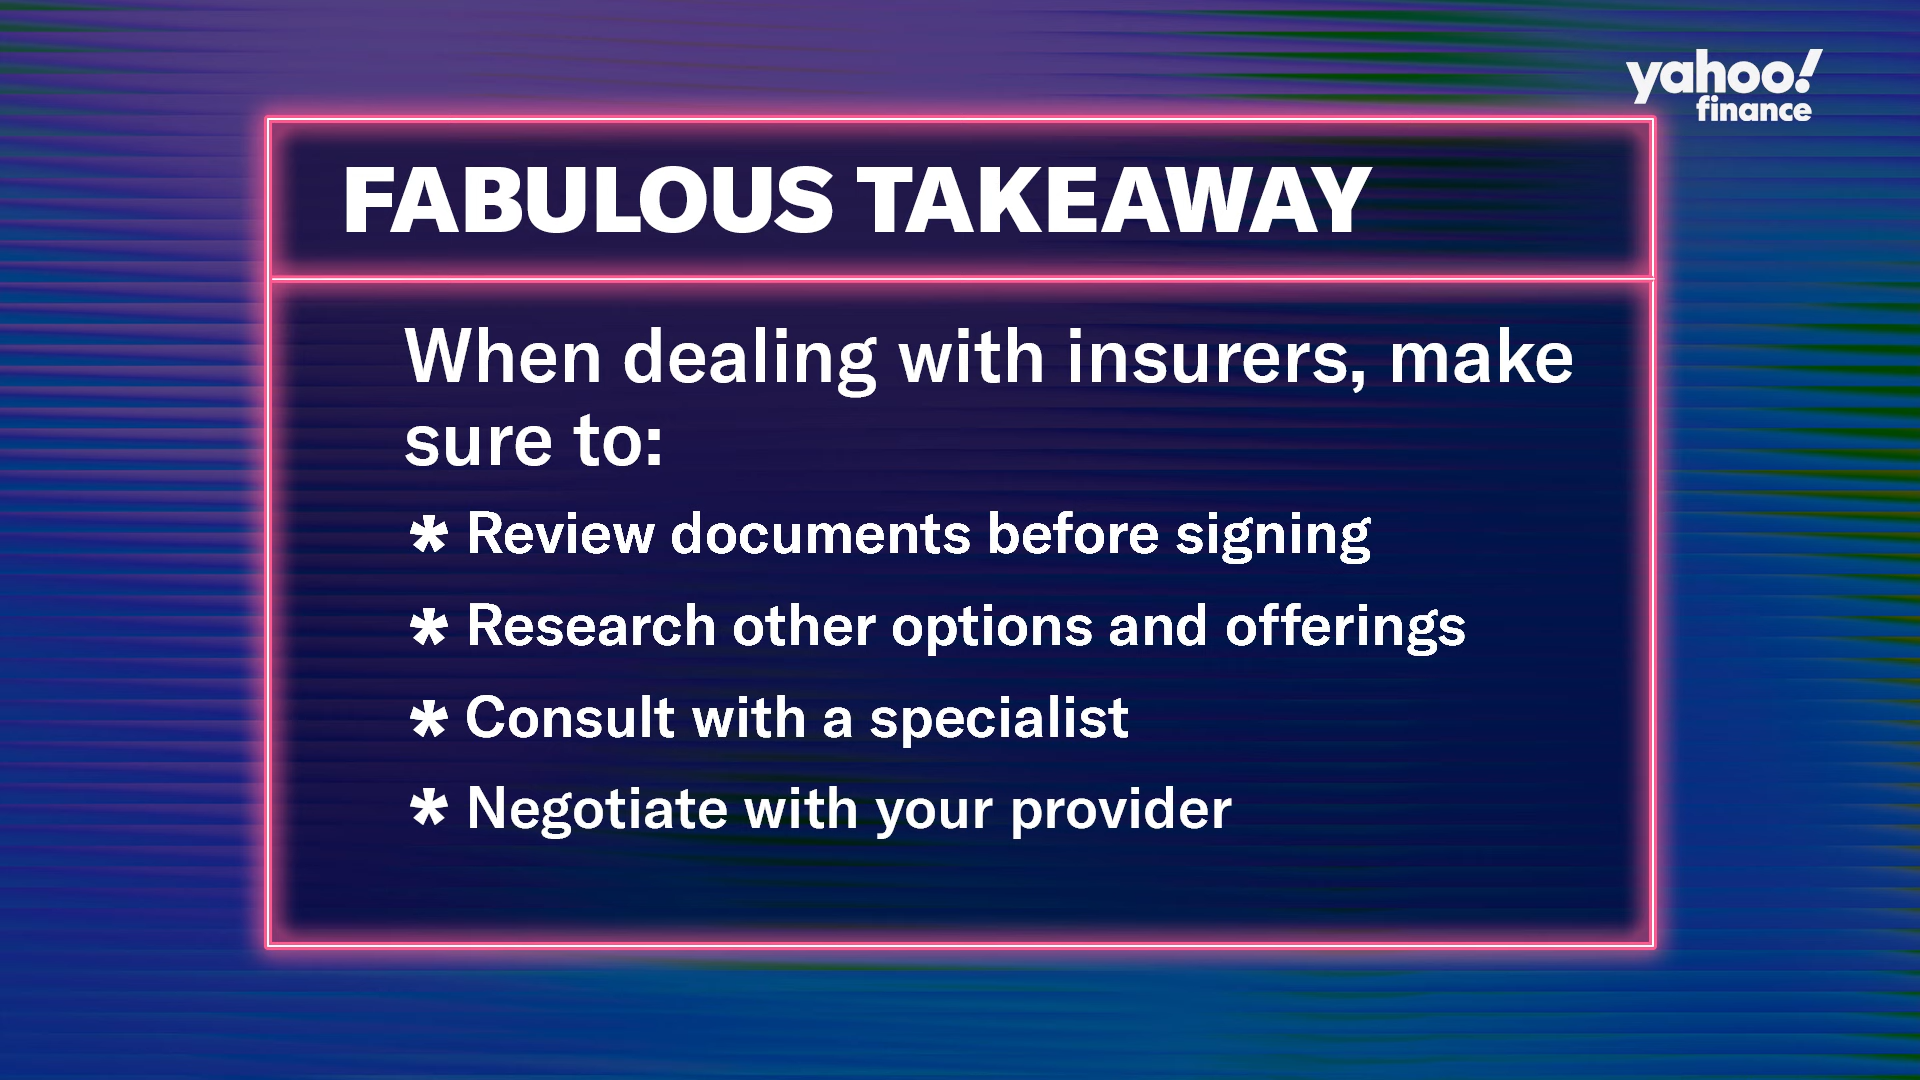 yahoo!
finance
FABULOUS TAKEAWAY
When dealing with insurers, make
sure to:
* Review documents before signing
* Research other options and offerings
* Consult with a specialist
* Negotiate with your provider